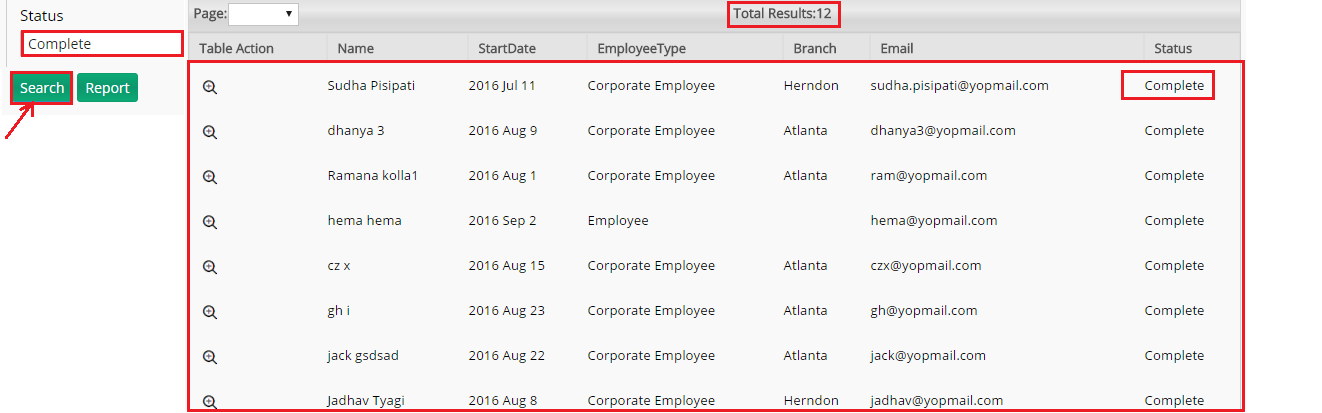 Status
Complete
Search Report
Page: Total Results:12
Table Action Name StartDate EmployeeType Branch Email Status
Sudha Pisipati 2016 Jul 11 Corporate Employee Herndon sudha.pisipati@yopmail.com Complete
dhanya 3 2016 Aug 9 Corporate Employee Atlanta dhanya3@yopmail.com Complete
Ramana kolla1 2016 Aug 1 Corporate Employee Atlanta ram@yopmail.com Complete
hema hema 2016 Sep 2 Employee hema@yopmail.com Complete
cz x 2016 Aug 15 Corporate Employee Atlanta czx@yopmail.com Complete
gh i 2016 Aug 23 Corporate Employee Atlanta gh@yopmail.com Complete
jack gsdsad 2016 Aug 22 Corporate Employee Atlanta jack@yopmail.com Complete
Jadhav Tyagi 2016 Aug 8 Corporate Employee Herndon jadhav@yopmail.com Complete